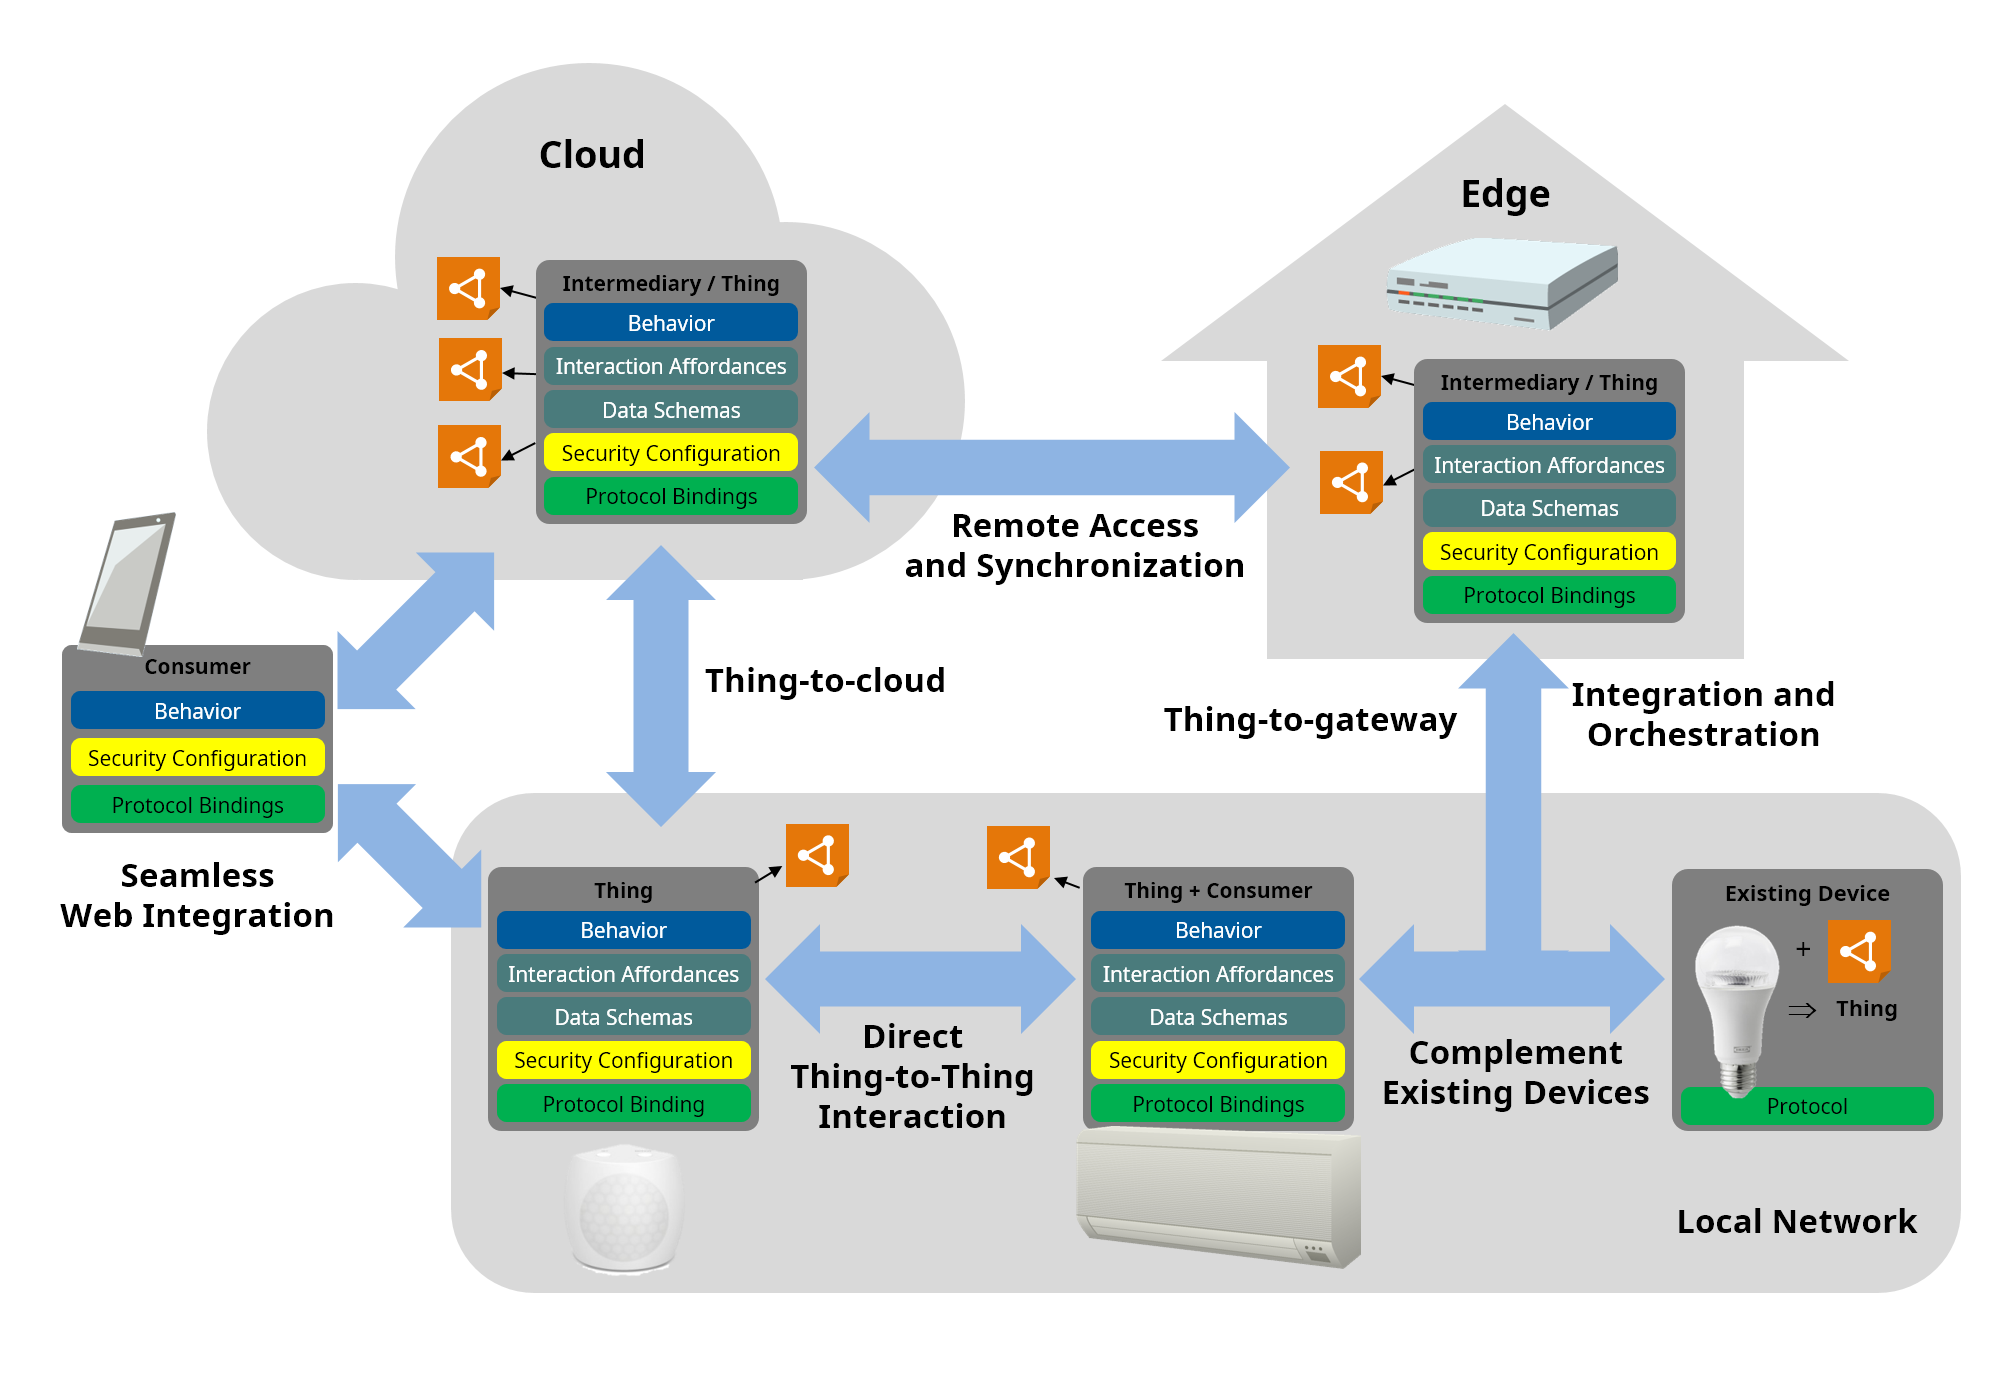 Cloud
Intermediary / Thing
Behavior
Interaction Affordances
Data Schemas
Security Configuration
Protocol Bindings
Edge
Intermediary / Thing
Behavior
Interaction Affordances
Data Schemas
Security Configuration
Protocol Bindings
Remote Access
and Synchronization
Consumer
Behavior
Security Configuration
Protocol Bindings
Seamless
Web Integration
Thing-to-cloud
Thing-to-gateway
Integration and
Orchestration
Thing
Behavior
Interaction Affordances
Data Schemas
Security Configuration
Protocol Binding
Direct
Thing-to-Thing
Interaction
Thing + Consumer
Behavior
Interaction Affordances
Data Schemas
Security Configuration
Protocol Bindings
Complement
Existing Devices
Existing Device
+
⇒ Thing
Protocol
Local Network